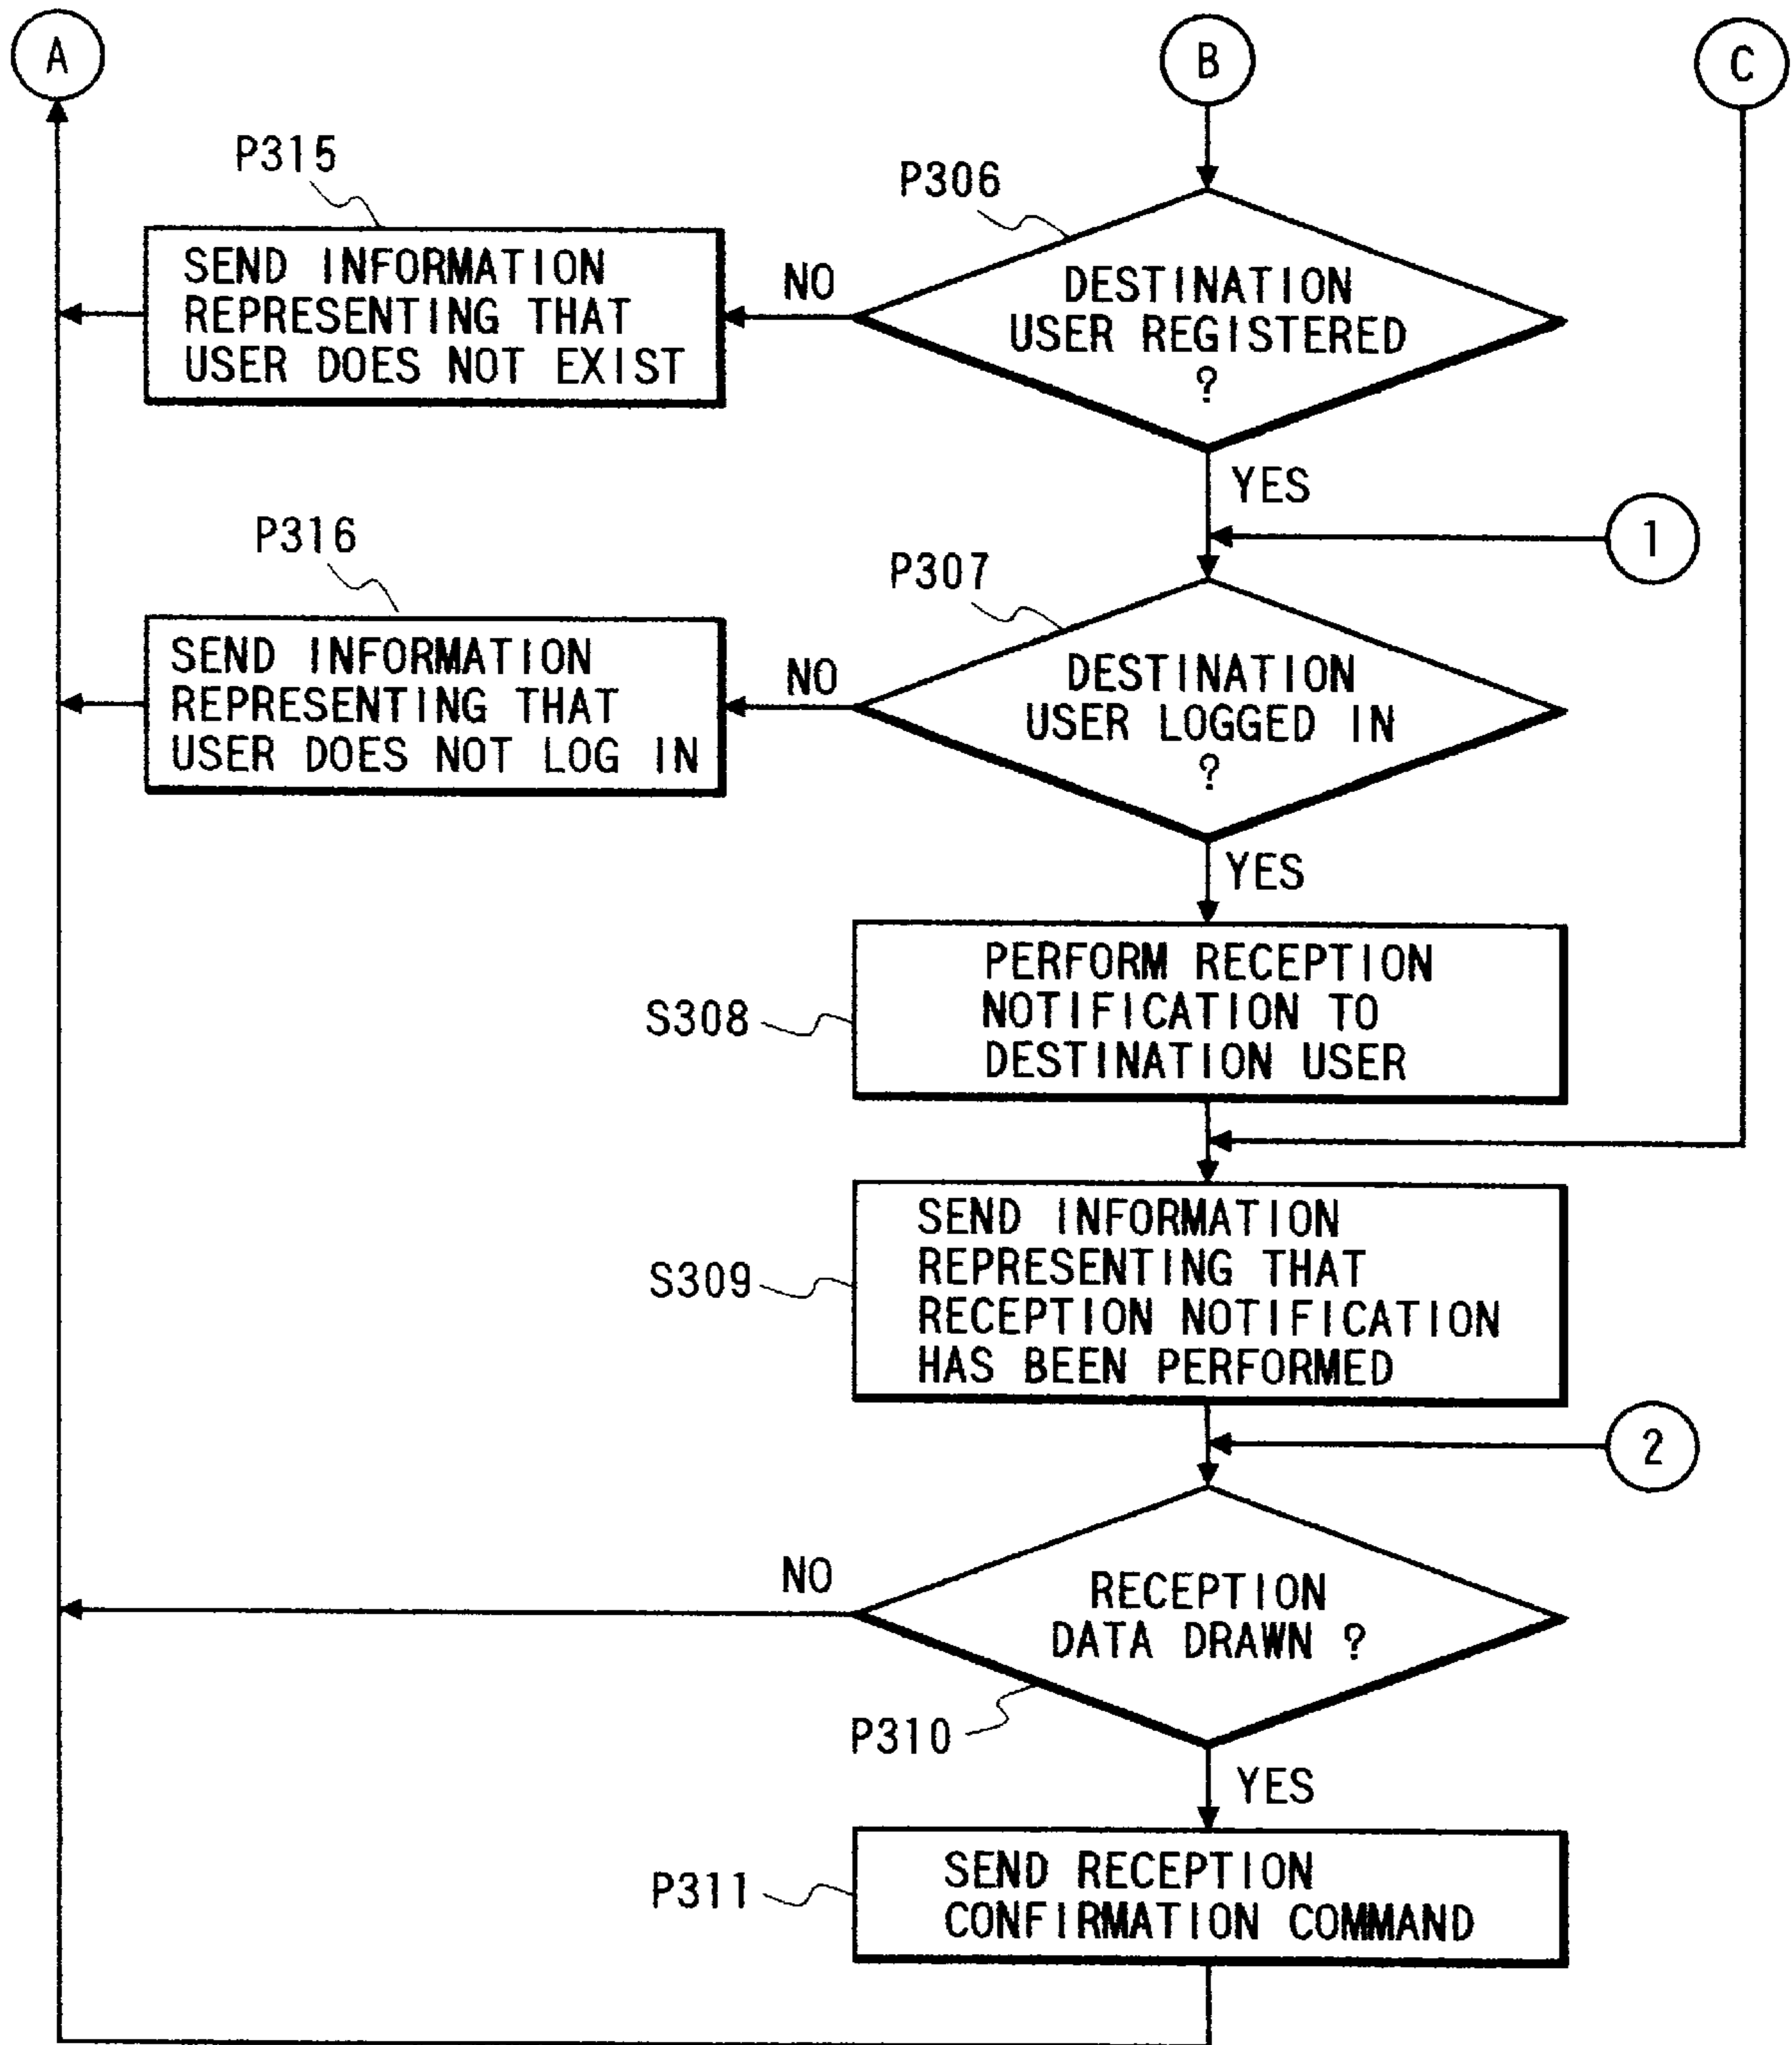 A
B
C
P315
P306
SEND INFORMATION
REPRESENTING THAT
USER DOES NOT EXIST
NO
DESTINATION
USER REGISTERED
?
YES
1
P316
P307
SEND INFORMATION
REPRESENTING THAT
USER DOES NOT LOG IN
NO
DESTINATION
USER LOGGED IN
?
YES
S308
PERFORM RECEPTION
NOTIFICATION TO
DESTINATION USER
S309
SEND INFORMATION
REPRESENTING THAT
RECEPTION NOTIFICATION
HAS BEEN PERFORMED
2
NO
RECEPTION
DATA DRAWN ?
P310
YES
P311
SEND RECEPTION
CONFIRMATION COMMAND